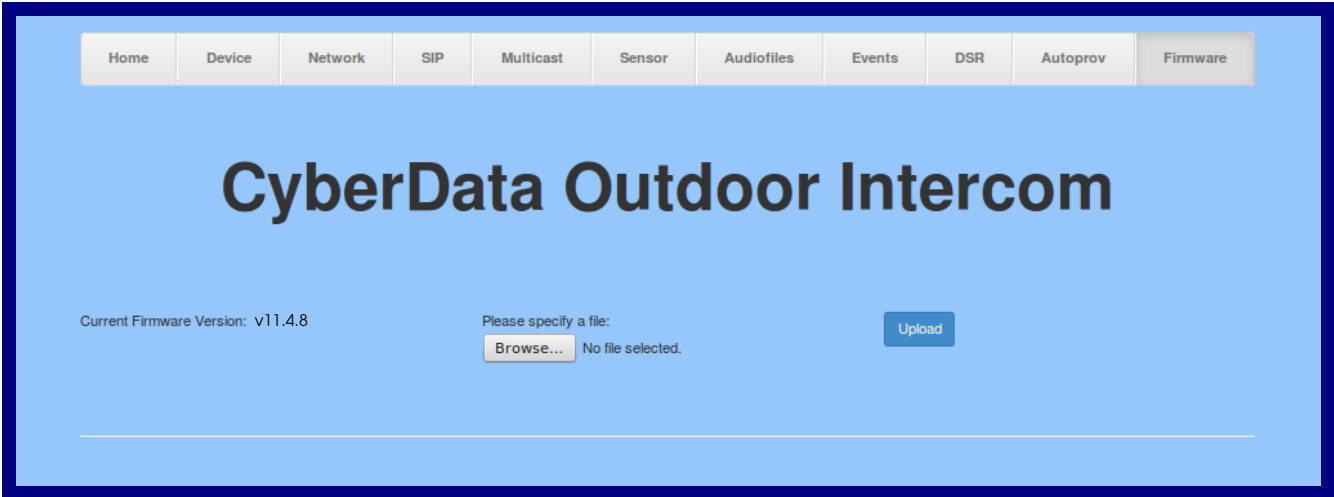 Home Device Network SIP Multicast Sensor Audiofiles Events DSR Autoprov Firmware
CyberData Outdoor Intercom
Current Firmware Version: v11.4.8
Please specify a file:
Browse... No file selected.
Upload